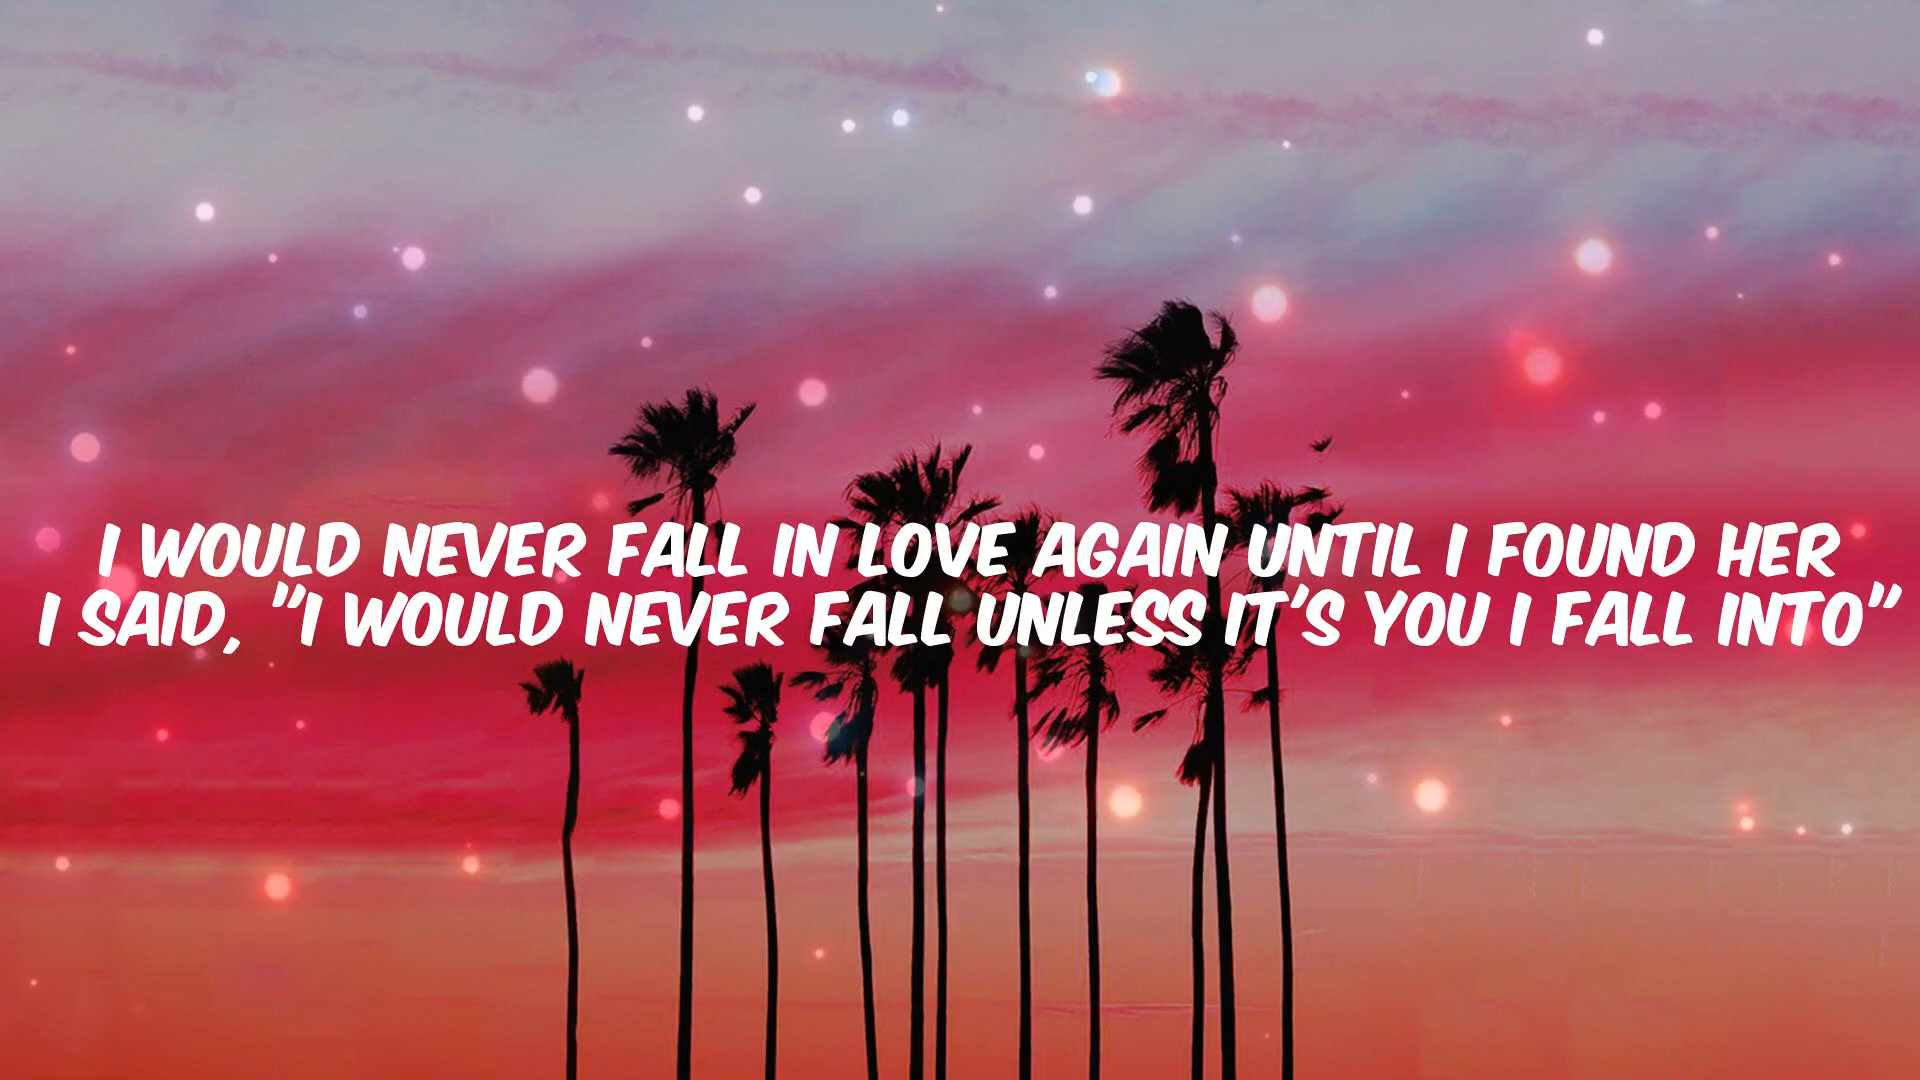 I WOULD NEVER FALL IN LOVE AGAIN UNTIL I FOUND HER
I SAID, "I WOULD NEVER FALL UNLESS IT'S YOU I FALL INTO"